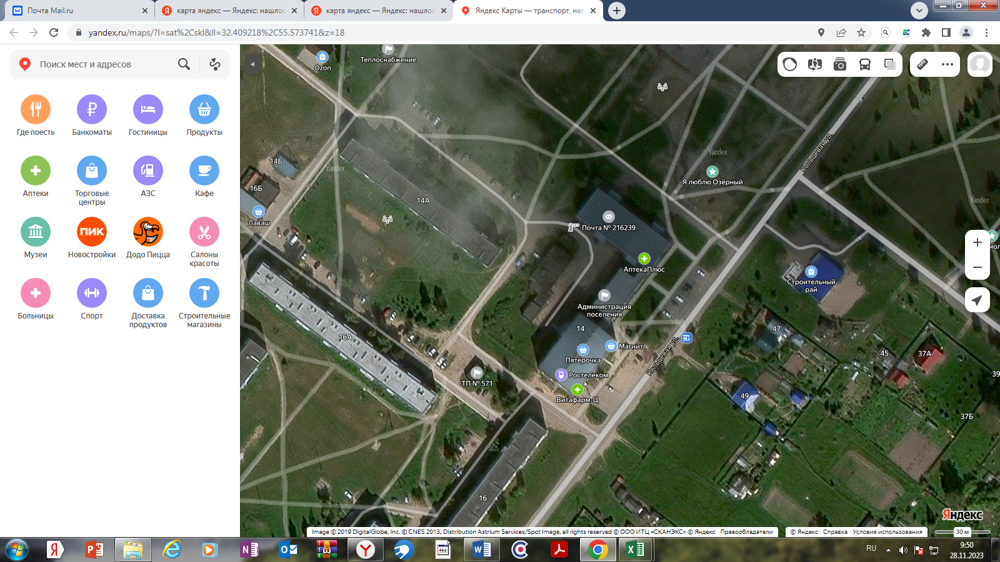 Почта Mail.ru
карта яндекс — Яндекс: нашлос
карта яндекс — Яндекс: нашлос
Яндекс Карты — транспорт, нав
yandex.ru/maps/?l=sat%2Cskl&ll=32.409218%2C55.573741&z=18
Поиск мест и адресов
Где поесть
Банкоматы
Гостиницы
Продукты
Аптеки
Торговые
центры
АЗС
Кафе
ПИК
Музеи
Новостройки
Додо Пицца
Салоны
красоты
Больницы
Спорт
Доставка
продуктов
Строительные
магазины
Ozon
Теплоснабжение
14Б
Yandex
16Б
Лаваш
14А
Yandex
Кольцевая ул.
Я люблю Озёрный
Yandex
Почта № 216239
АптекаПлюс
Строительный
рай
Администрация
поселения
14
Магнит
Пятёрочка
Ростелеком
Витафарм-Ц
Кольцевая ул.
16А
ТП № 571
47
45
37А
39
49
37Б
16
Яндекс
Image © 2019 DigitalGlobe, Inc. © CNES 2013, Distribution Astrium Services/Spot Image, all rights reserved © ООО ИТЦ «СКАНЭКС» © Яндекс Правообладатели
© Яндекс Справка Условия использования
30 м
RU
9:50
28.11.2023